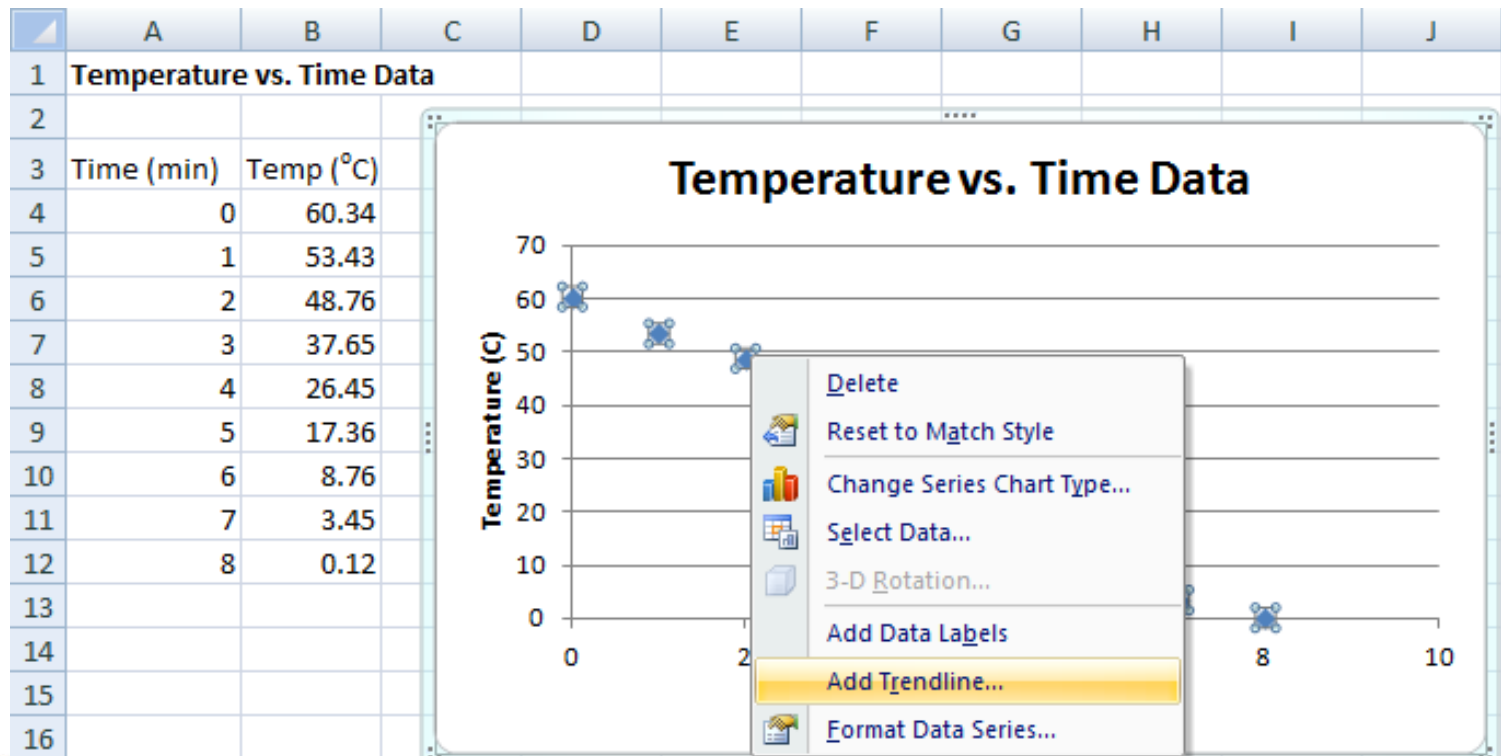 A B C D E F G H I J
1 Temperature vs. Time Data
2
3 Time (min) Temp (°C)
4 0 60.34
5 1 53.43
6 2 48.76
7 3 37.65
8 4 26.45
9 5 17.36
10 6 8.76
11 7 3.45
12 8 0.12
13
14
15
16
Temperature vs. Time Data
Temperature (C)
70
60
50
40
30
20
10
0
0 2 8 10
Delete
Reset to Match Style
Change Series Chart Type...
Select Data...
3-D Rotation...
Add Data Labels
Add Trendline...
Format Data Series...